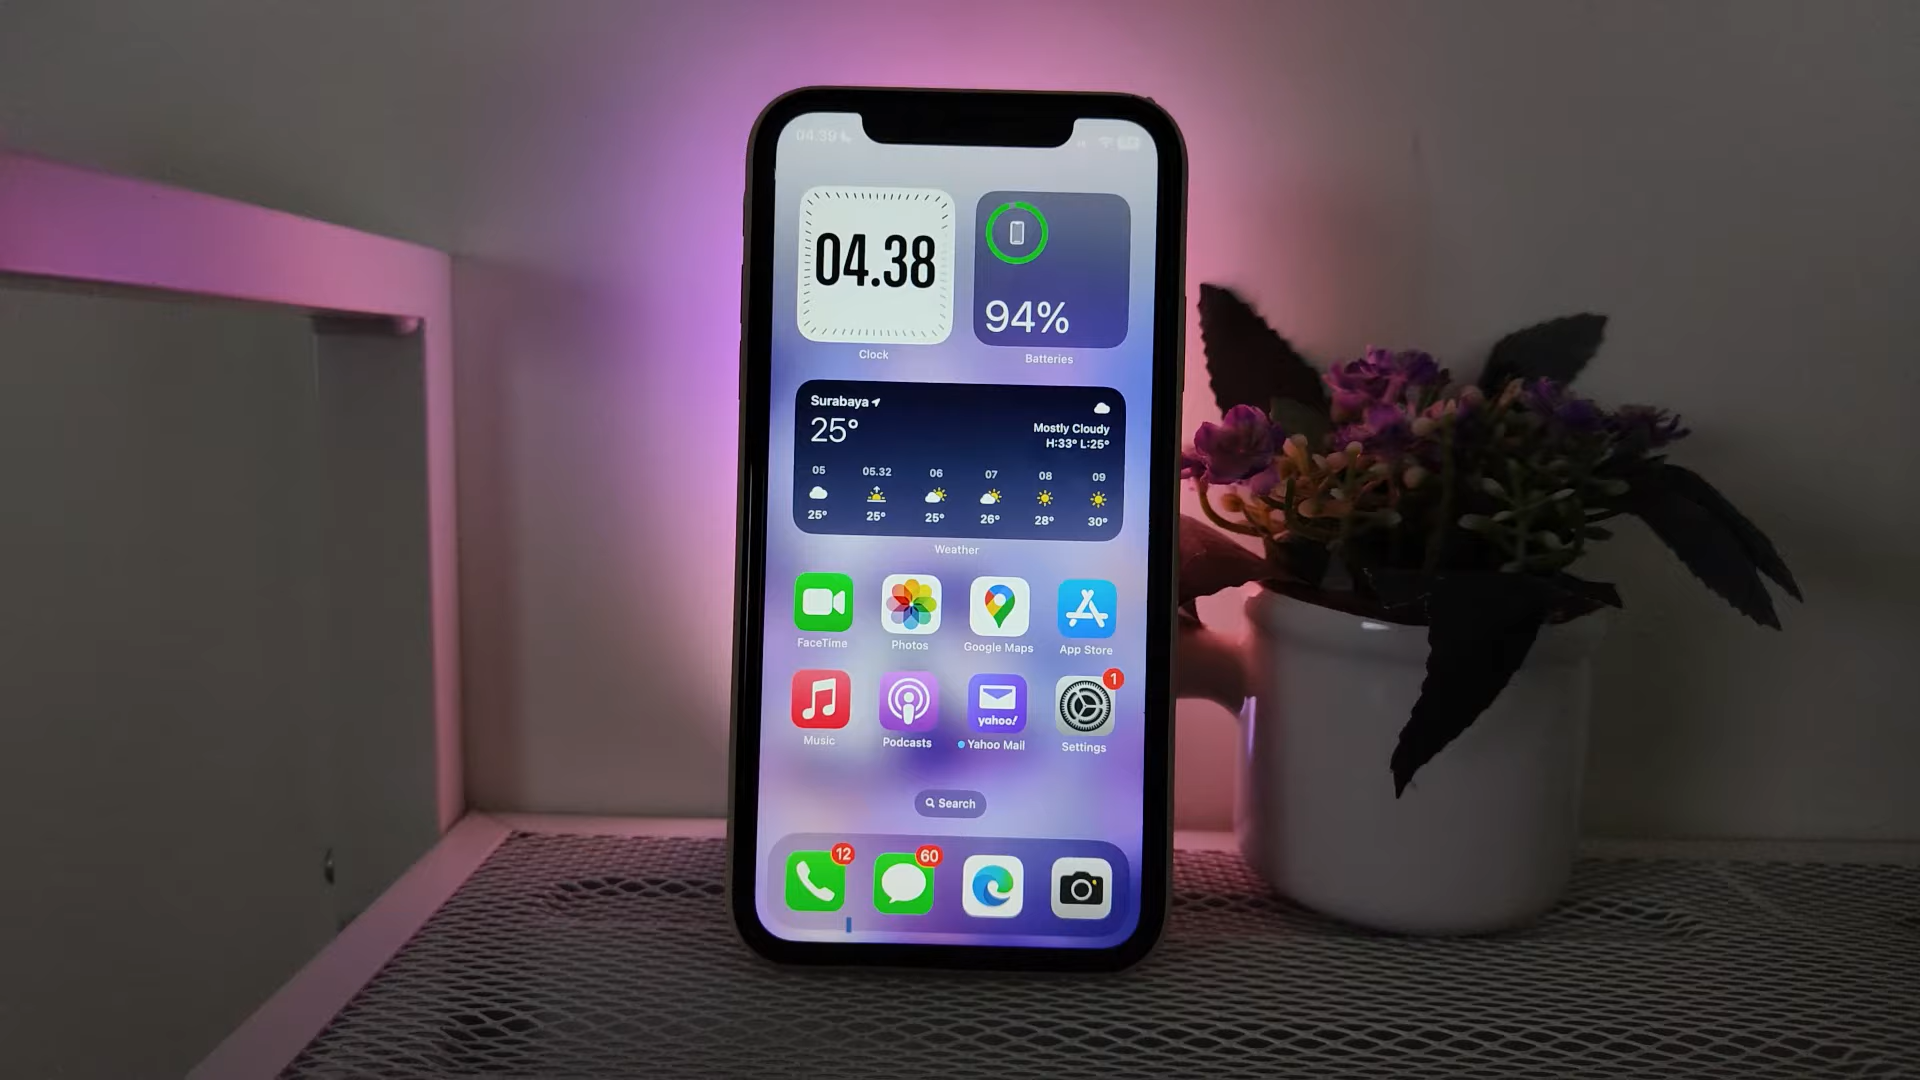 04.39
04.38
Clock
94%
Batteries
Surabaya
25°
Mostly Cloudy
H:33° L:25°
05 05.32 06 07 08 09
25° 25° 25° 26° 28° 30°
Weather
FaceTime Photos Google Maps App Store
yahoo!
1
Music Podcasts Yahoo Mail Settings
Search
12 60